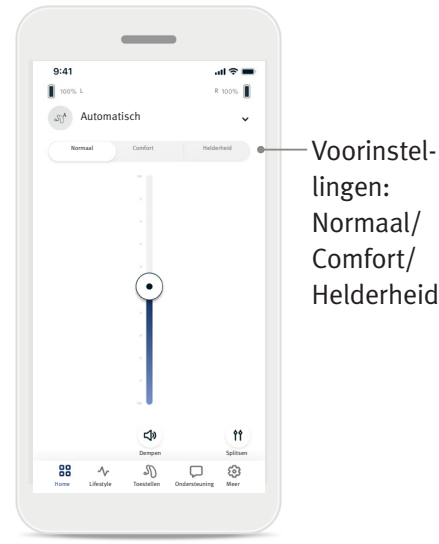 9:41
100% L
R 100%
Automatisch
Normaal Comfort Helderheid
Voorinstel-
lingen:
Normaal/
Comfort/
Helderheid
Dempen Splitsen
Home Lifestyle Toestellen Ondersteuning Meer